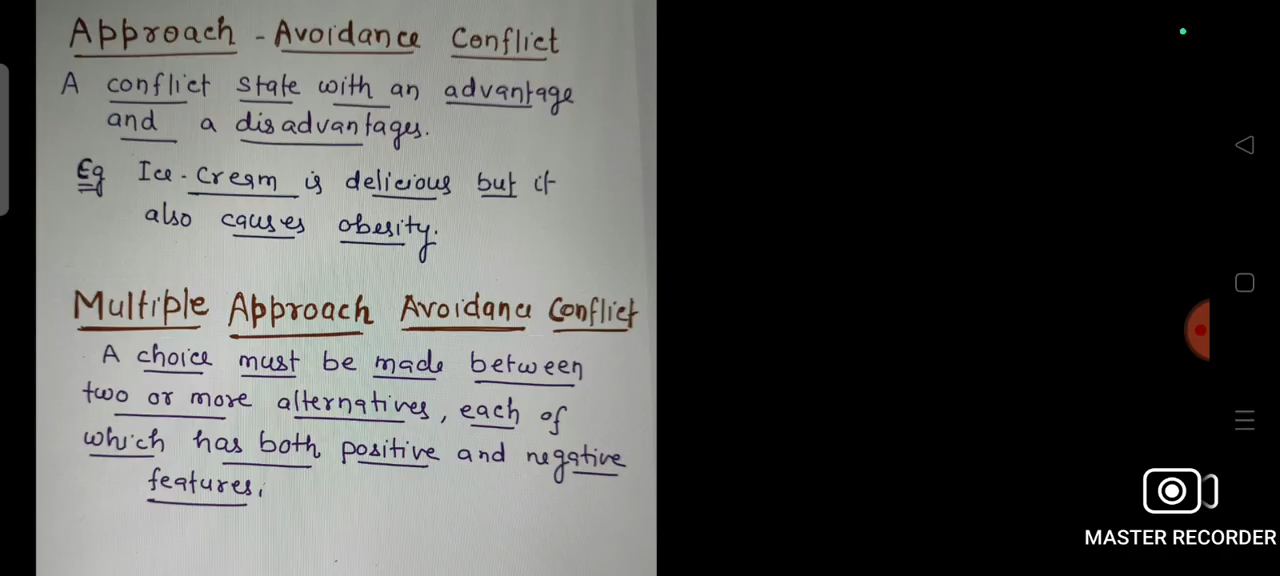 Approach - Avoidance Conflict
A conflict state with an advantage
and a disadvantages.
Eg Ice-Cream is delicious but it
also causes obesity.
Multiple Approach Avoidance Conflict
A choice must be made between
two or more alternatives, each of
which has both positive and negative
features.
MASTER RECORDER